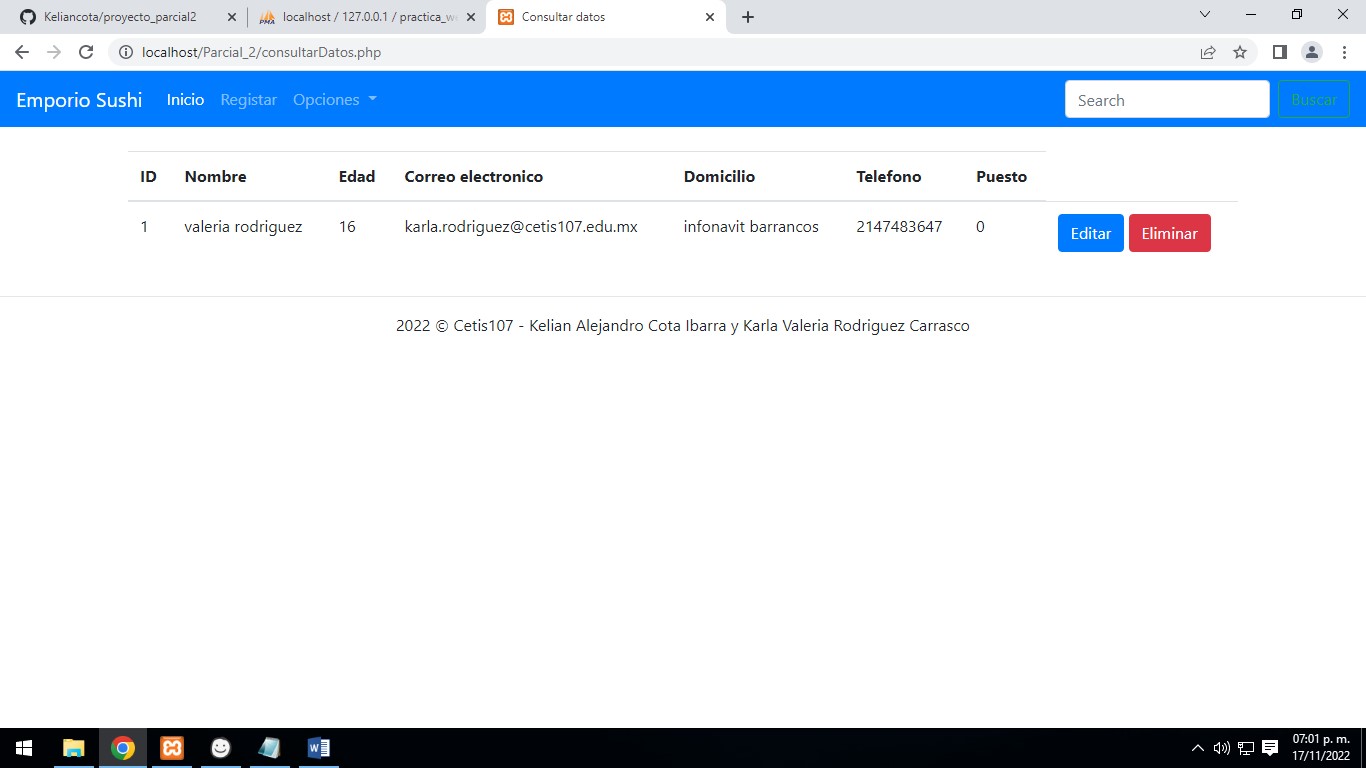 Keliancota/proyecto_parcial2
localhost / 127.0.0.1 / practica_we
Consultar datos
localhost/Parcial_2/consultarDatos.php
Emporio Sushi Inicio Registar Opciones Search Buscar
ID Nombre Edad Correo electronico Domicilio Telefono Puesto
1 valeria rodriguez 16 karla.rodriguez@cetis107.edu.mx infonavit barrancos 2147483647 0 Editar Eliminar
2022 © Cetis107 - Kelian Alejandro Cota Ibarra y Karla Valeria Rodriguez Carrasco
07:01 p. m.
17/11/2022